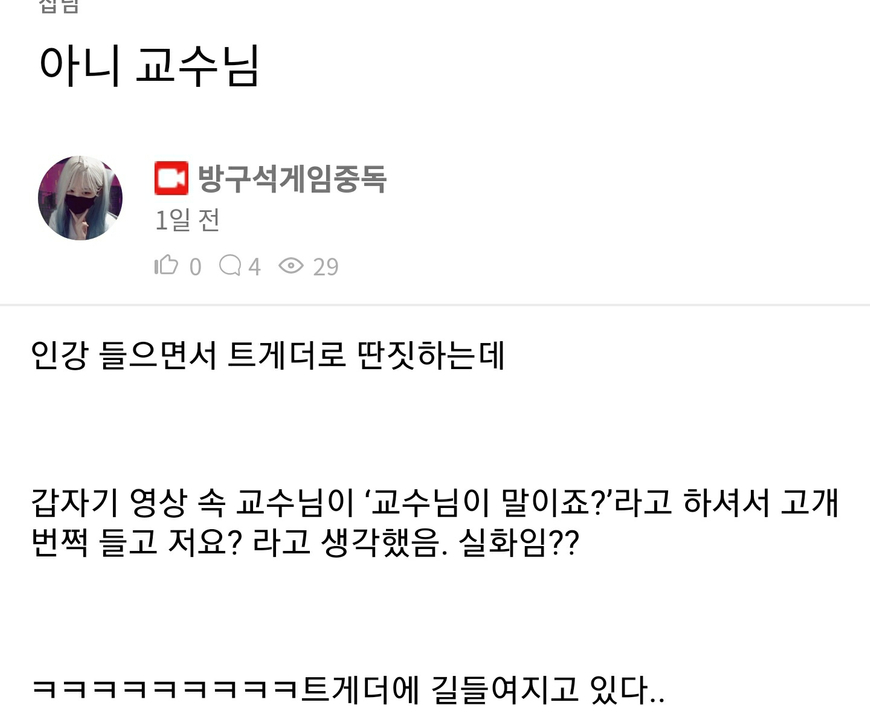 집담
아니 교수님
방구석게임중독
1일 전
0 4 29
인강 들으면서 트게더로 딴짓하는데
갑자기 영상 속 교수님이 ‘교수님이 말이죠?’라고 하셔서 고개
번쩍 들고 저요? 라고 생각했음. 실화임??
ㅋㅋㅋㅋㅋㅋㅋㅋㅋ트게더에 길들여지고 있다..